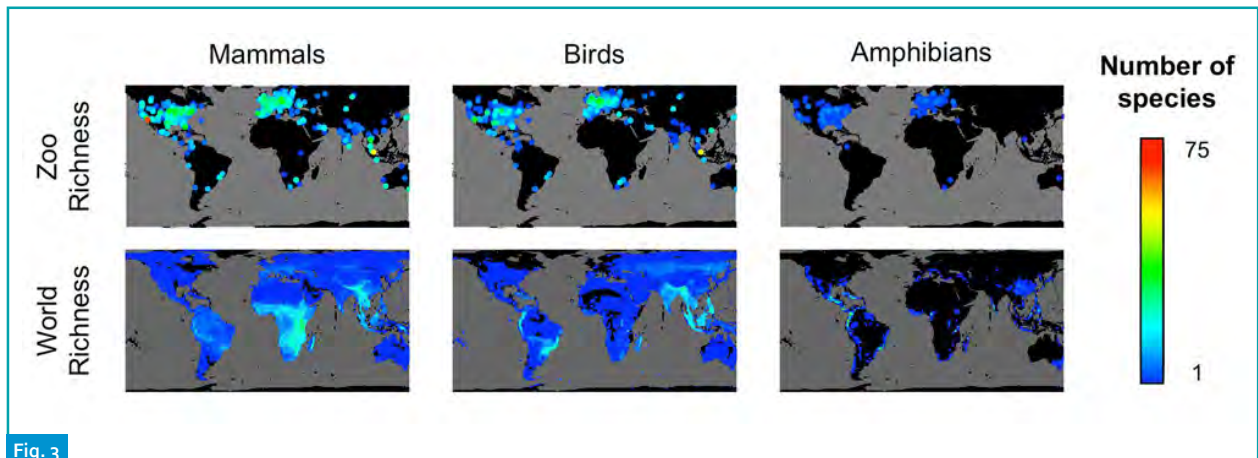 Mammals
Birds
Amphibians
Number of
species
Zoo
Richness
75
World
Richness
1
Fig. 3